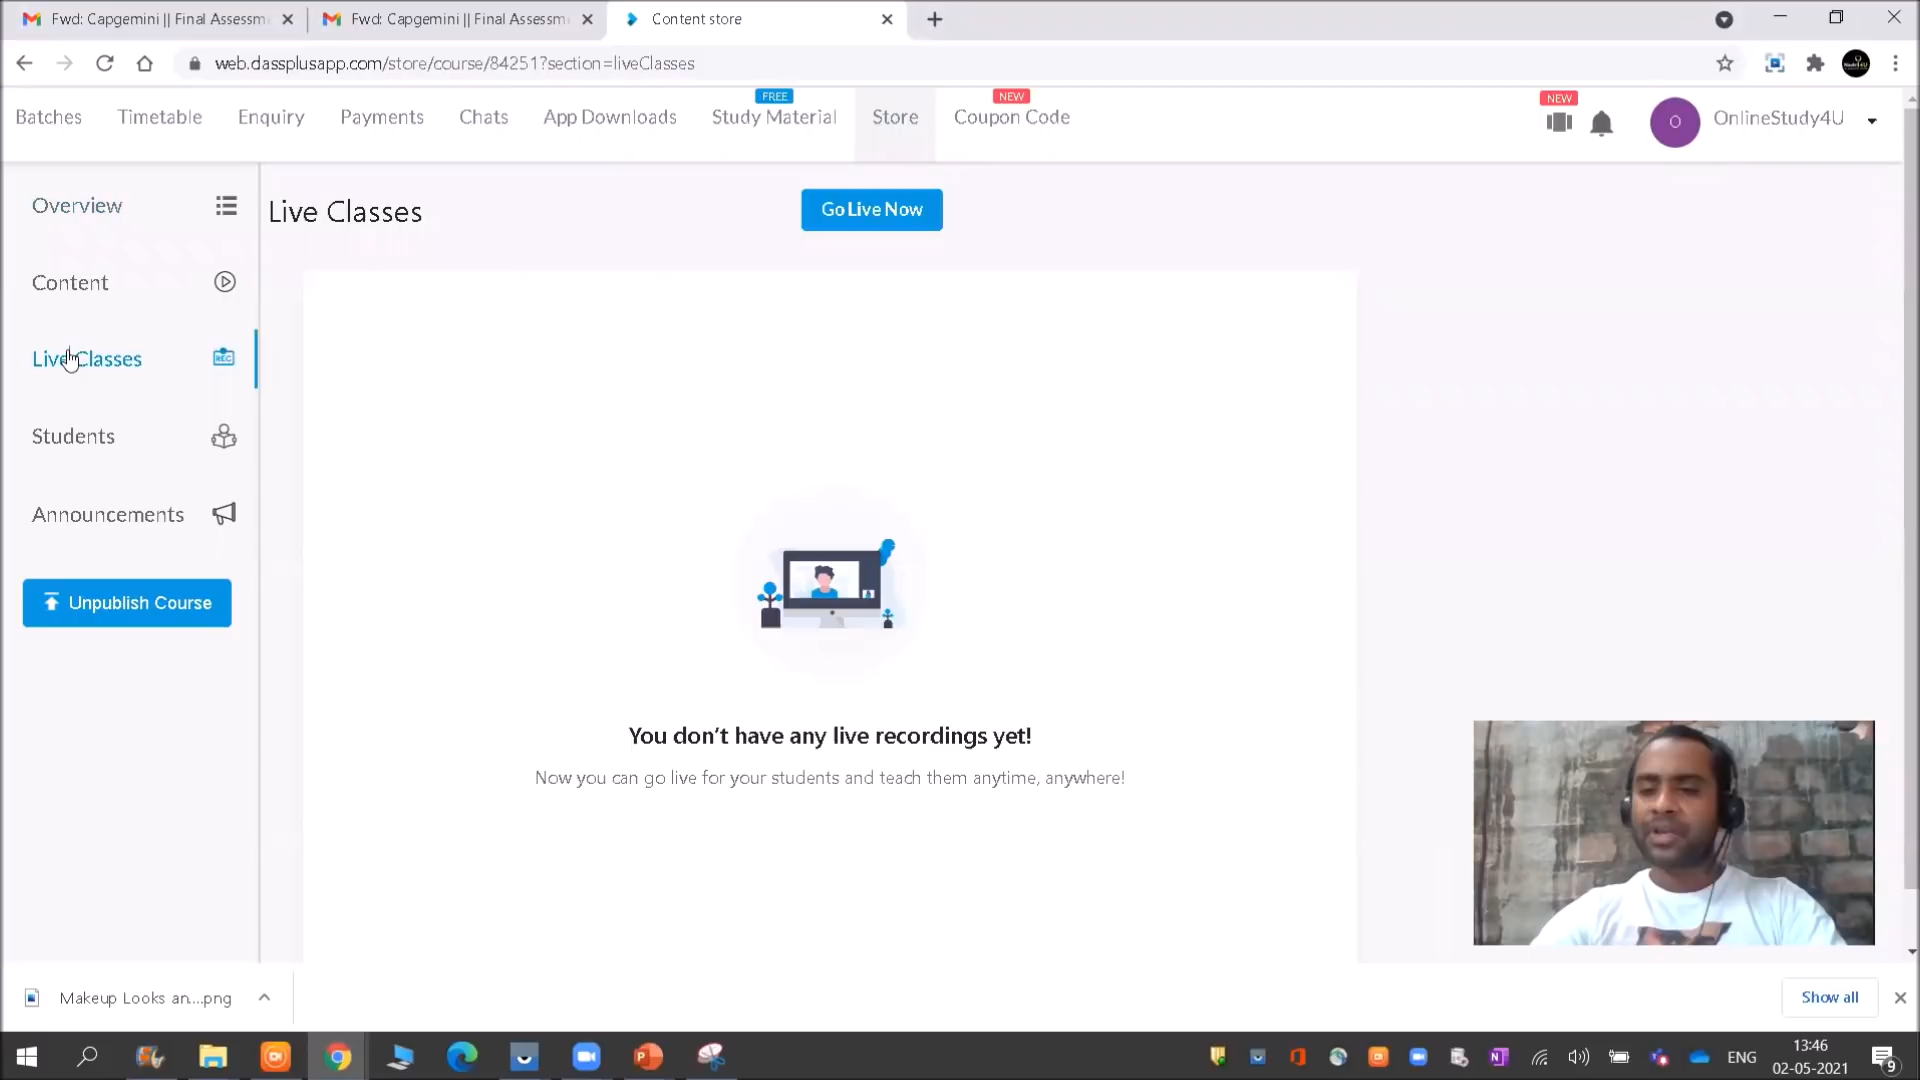 Fwd: Capgemini || Final Assessm
Fwd: Capgemini || Final Assessm
Content store
web.classplusapp.com/store/course/84251?section=liveClasses
Batches
Timetable
Enquiry
Payments
Chats
App Downloads
FREE
Study Material
Store
NEW
Coupon Code
NEW
O
OnlineStudy4U
Overview
Content
Live Classes
REC
Students
Announcements
Unpublish Course
Live Classes
Go Live Now
You don't have any live recordings yet!
Now you can go live for your students and teach them anytime, anywhere!
Makeup Looks an....png
Show all
ENG
13:46
02-05-2021
9